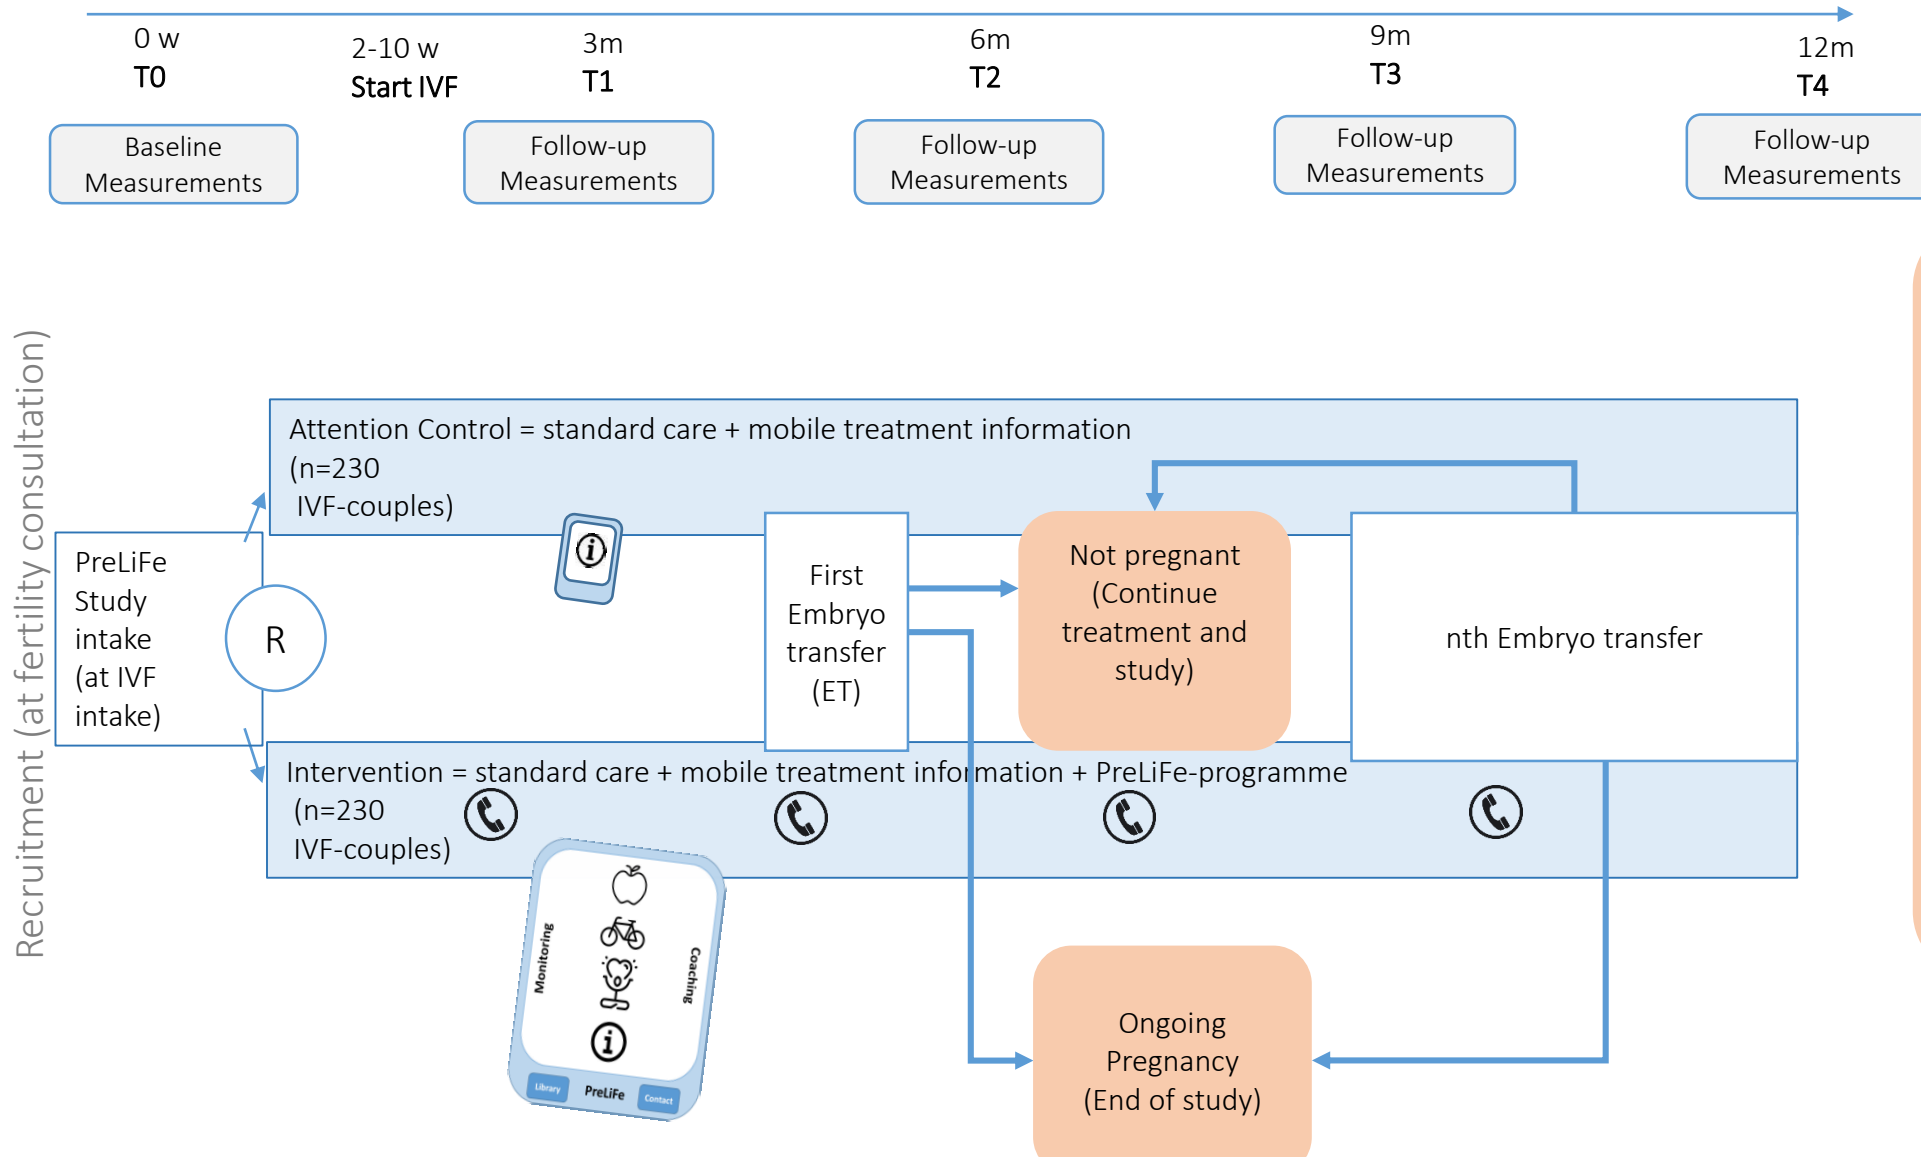 0 w
T0
2-10 w
Start IVF
3m
T1
6m
T2
9m
T3
12m
T4
Baseline
Measurements
Follow-up
Measurements
Follow-up
Measurements
Follow-up
Measurements
Follow-up
Measurements
Recruitment (at fertility consultation)
Attention Control = standard care + mobile treatment information
(n=230
IVF-couples)
PreLiFe
Study
intake
(at IVF
intake)
R
i
First
Embryo
transfer
(ET)
Not pregnant
(Continue
treatment and
study)
nth Embryo transfer
Intervention = standard care + mobile treatment information + PreLiFe-programme
(n=230
IVF-couples)
Monitoring
Coaching
i
Library
PreLiFe
Contact
Ongoing
Pregnancy
(End of study)